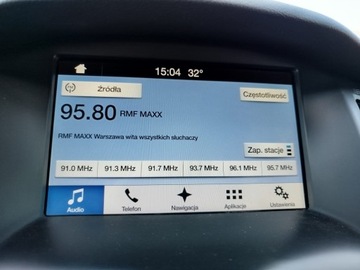 15:04 32°
Źródła
Częstotliwość
95.80 RMF MAXX
RMF MAXX Warszawa wita wszystkich słuchaczy
Zap. stacje
91.0 MHz 91.3 MHz 91.7 MHz 93.7 MHz 96.1 MHz 95.7 MHz
Audio Telefon Nawigacja Aplikacje Ustawienia